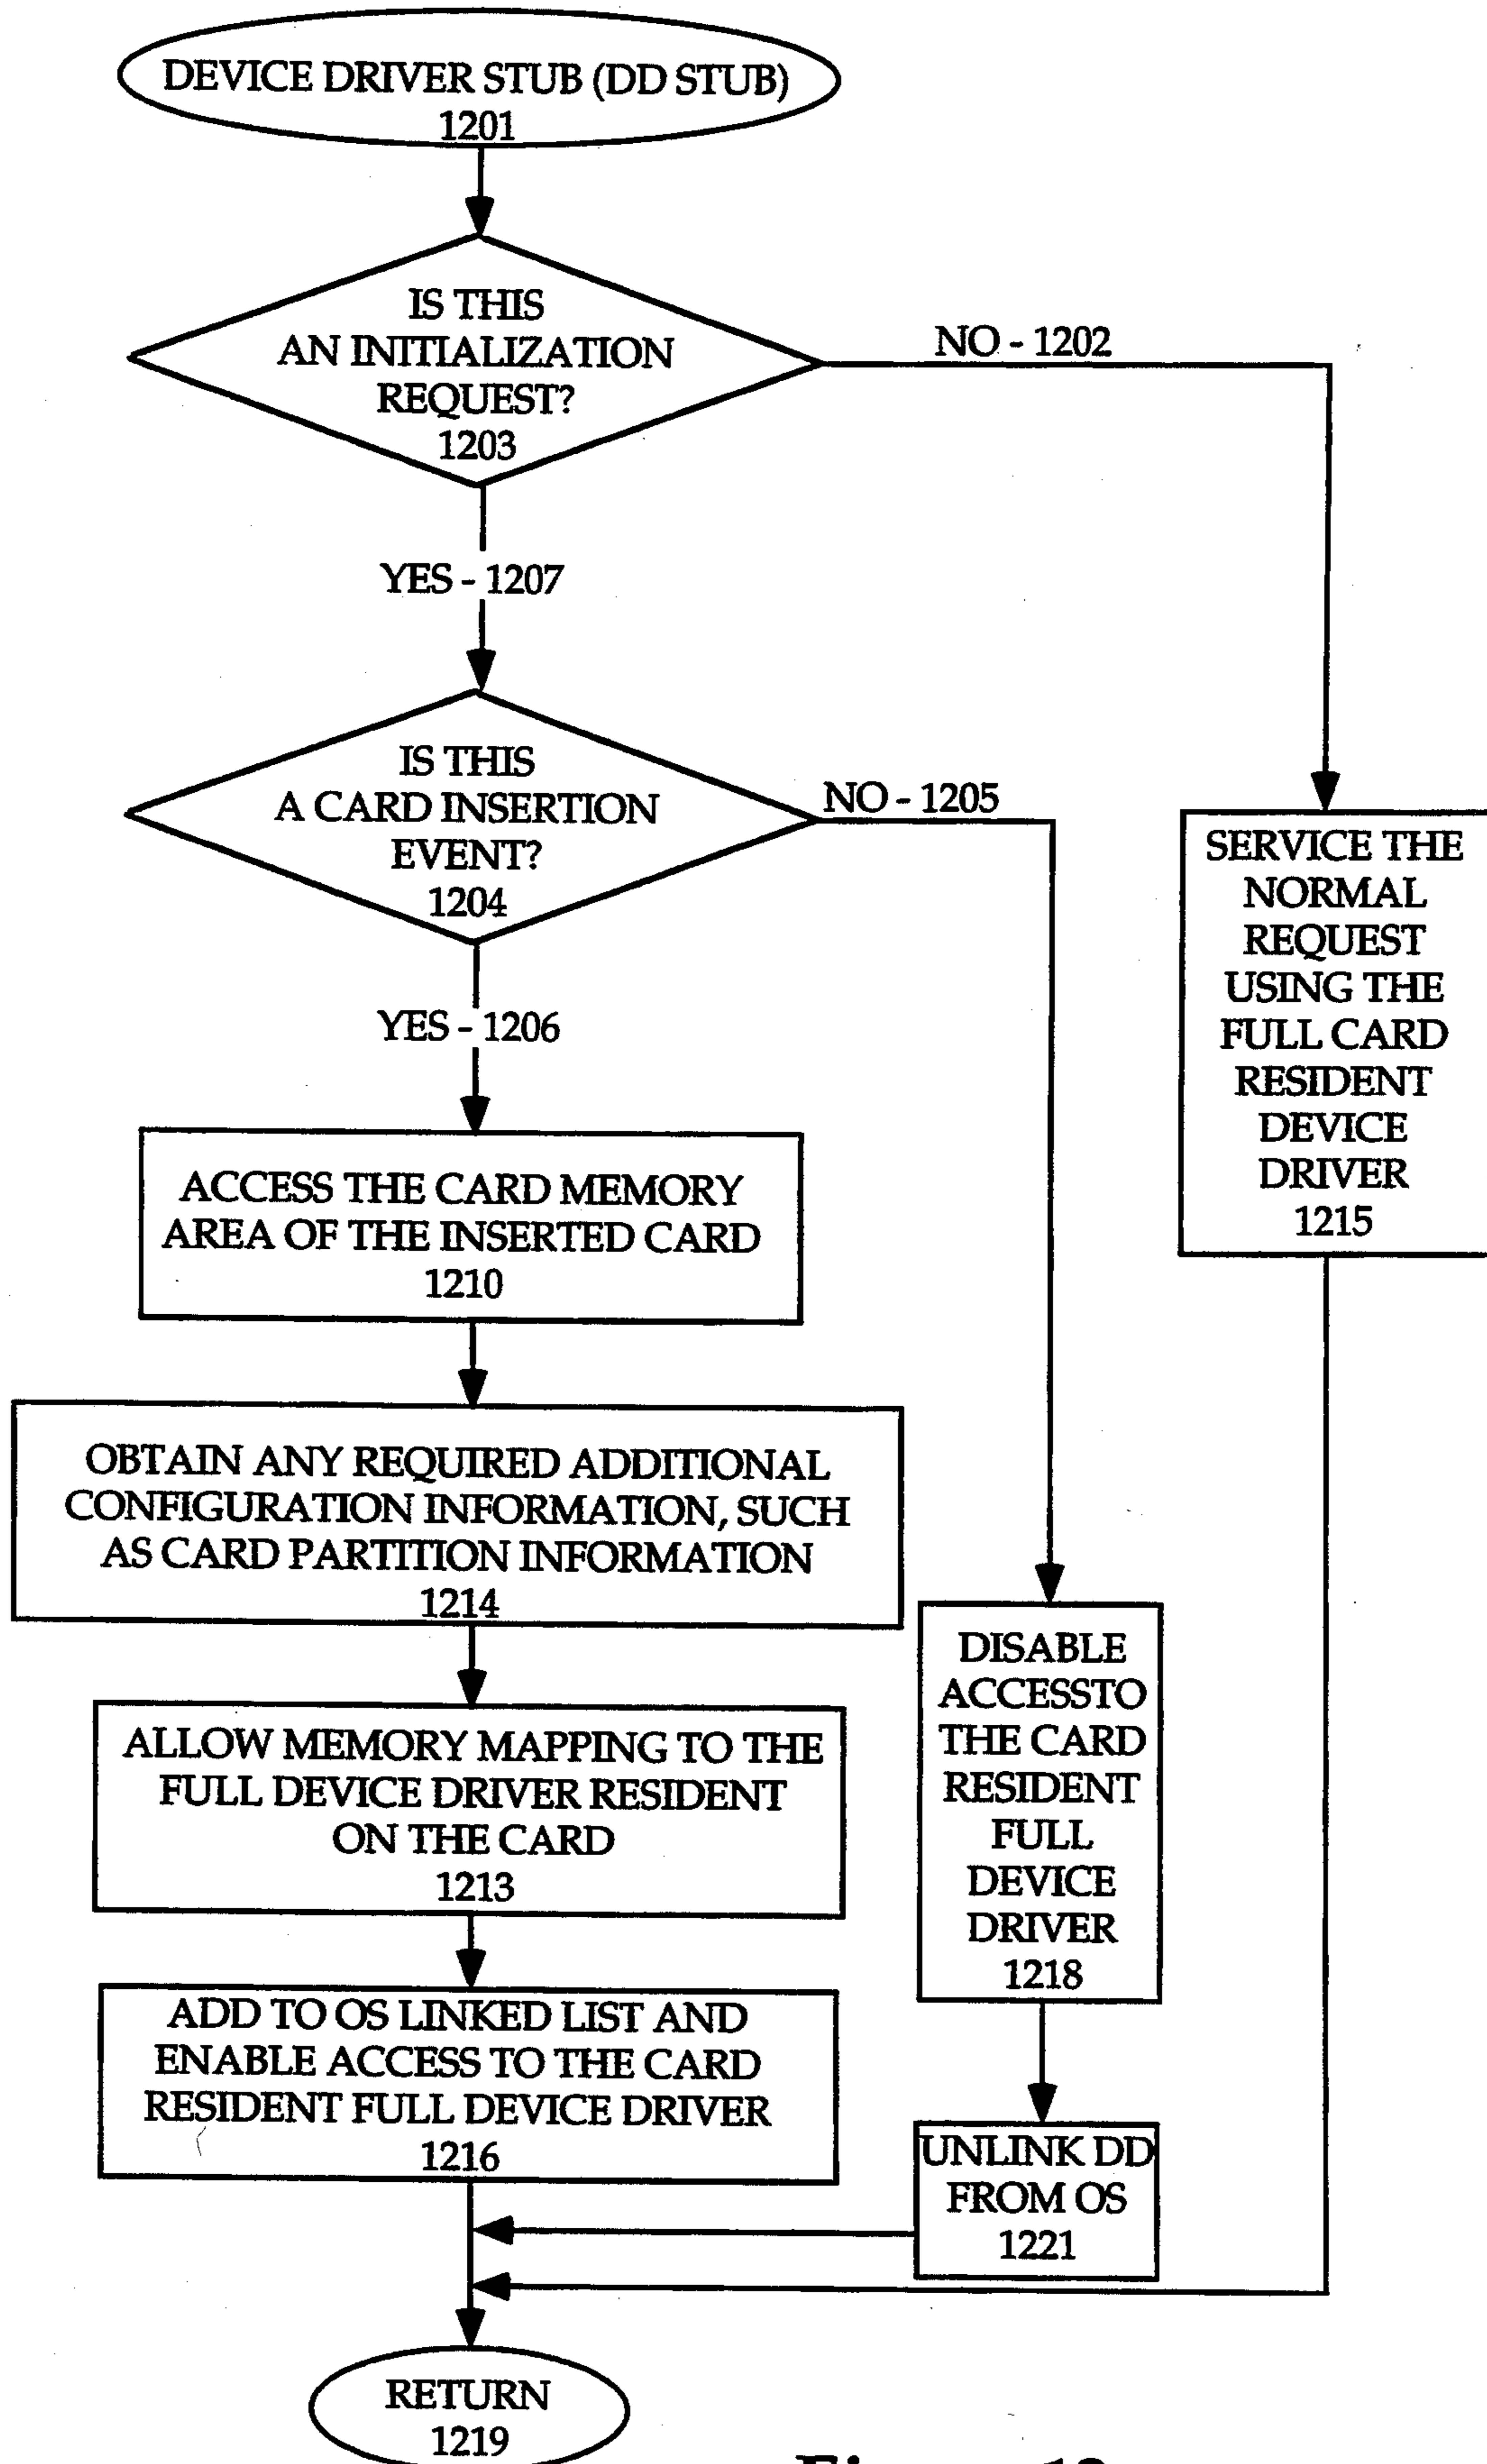 DEVICE DRIVER STUB (DD STUB)
1201
IS THIS
AN INITIALIZATION
REQUEST?
1203
NO - 1202
YES - 1207
IS THIS
A CARD INSERTION
EVENT?
1204
NO - 1205
SERVICE THE
NORMAL
REQUEST
USING THE
FULL CARD
RESIDENT
DEVICE
DRIVER
1215
YES - 1206
ACCESS THE CARD MEMORY
AREA OF THE INSERTED CARD
1210
OBTAIN ANY REQUIRED ADDITIONAL
CONFIGURATION INFORMATION, SUCH
AS CARD PARTITION INFORMATION
1214
DISABLE
ACCESSTO
THE CARD
RESIDENT
FULL
DEVICE
DRIVER
1218
ALLOW MEMORY MAPPING TO THE
FULL DEVICE DRIVER RESIDENT
ON THE CARD
1213
ADD TO OS LINKED LIST AND
ENABLE ACCESS TO THE CARD
RESIDENT FULL DEVICE DRIVER
1216
UNLINK DD
FROM OS
1221
RETURN
1219